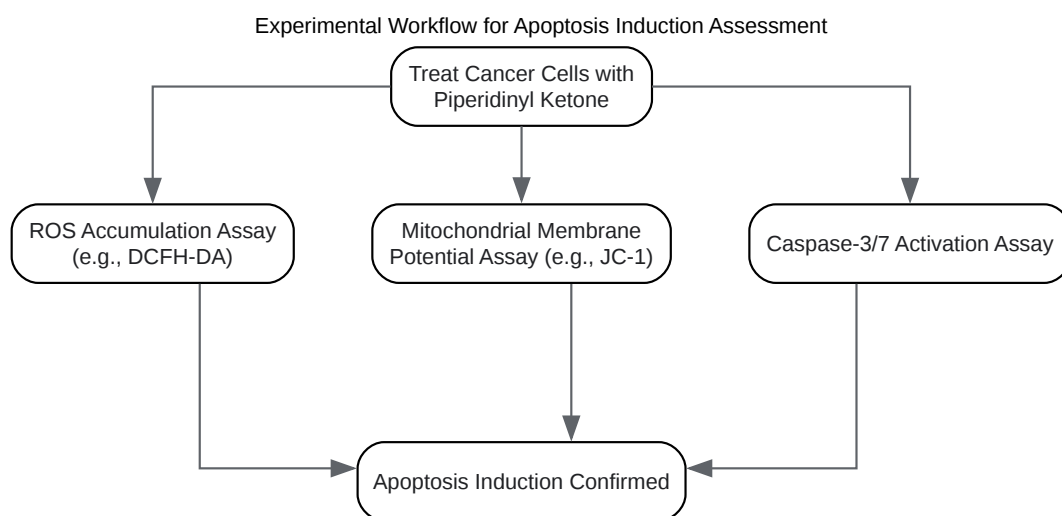 Experimental Workflow for Apoptosis Induction Assessment
Treat Cancer Cells with
Piperidinyl Ketone
ROS Accumulation Assay
(e.g., DCFH-DA)
Mitochondrial Membrane
Potential Assay (e.g., JC-1)
Caspase-3/7 Activation Assay
Apoptosis Induction Confirmed